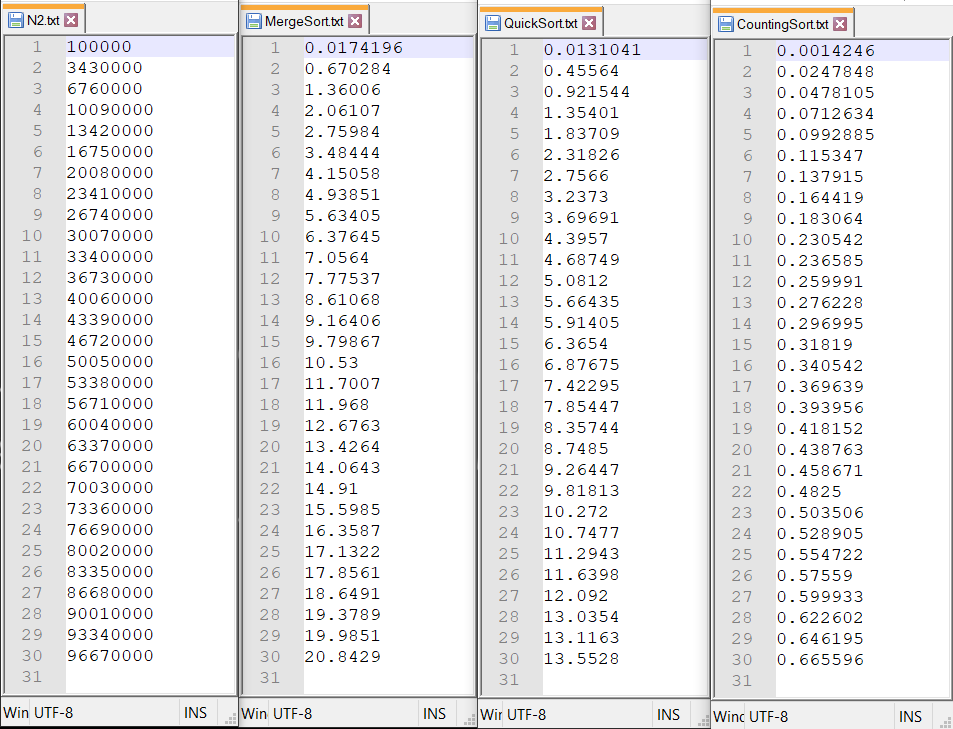 N2.txt MergeSort.txt QuickSort.txt CountingSort.txt
1 100000 1 0.0174196 1 0.0131041 1 0.0014246
2 3430000 2 0.670284 2 0.45564 2 0.0247848
3 6760000 3 1.36006 3 0.921544 3 0.0478105
4 10090000 4 2.06107 4 1.35401 4 0.0712634
5 13420000 5 2.75984 5 1.83709 5 0.0992885
6 16750000 6 3.48444 6 2.31826 6 0.115347
7 20080000 7 4.15058 7 2.7566 7 0.137915
8 23410000 8 4.93851 8 3.2373 8 0.164419
9 26740000 9 5.63405 9 3.69691 9 0.183064
10 30070000 10 6.37645 10 4.3957 10 0.230542
11 33400000 11 7.0564 11 4.68749 11 0.236585
12 36730000 12 7.77537 12 5.0812 12 0.259991
13 40060000 13 8.61068 13 5.66435 13 0.276228
14 43390000 14 9.16406 14 5.91405 14 0.296995
15 46720000 15 9.79867 15 6.3654 15 0.31819
16 50050000 16 10.53 16 6.87675 16 0.340542
17 53380000 17 11.7007 17 7.42295 17 0.369639
18 56710000 18 11.968 18 7.85447 18 0.393956
19 60040000 19 12.6763 19 8.35744 19 0.418152
20 63370000 20 13.4264 20 8.7485 20 0.438763
21 66700000 21 14.0643 21 9.26447 21 0.458671
22 70030000 22 14.91 22 9.81813 22 0.4825
23 73360000 23 15.5985 23 10.272 23 0.503506
24 76690000 24 16.3587 24 10.7477 24 0.528905
25 80020000 25 17.1322 25 11.2943 25 0.554722
26 83350000 26 17.8561 26 11.6398 26 0.57559
27 86680000 27 18.6491 27 12.092 27 0.599933
28 90010000 28 19.3789 28 13.0354 28 0.622602
29 93340000 29 19.9851 29 13.1163 29 0.646195
30 96670000 30 20.8429 30 13.5528 30 0.665596
31 31 31 31
Win UTF-8 INS Win UTF-8 INS Wir UTF-8 INS Winc UTF-8 INS